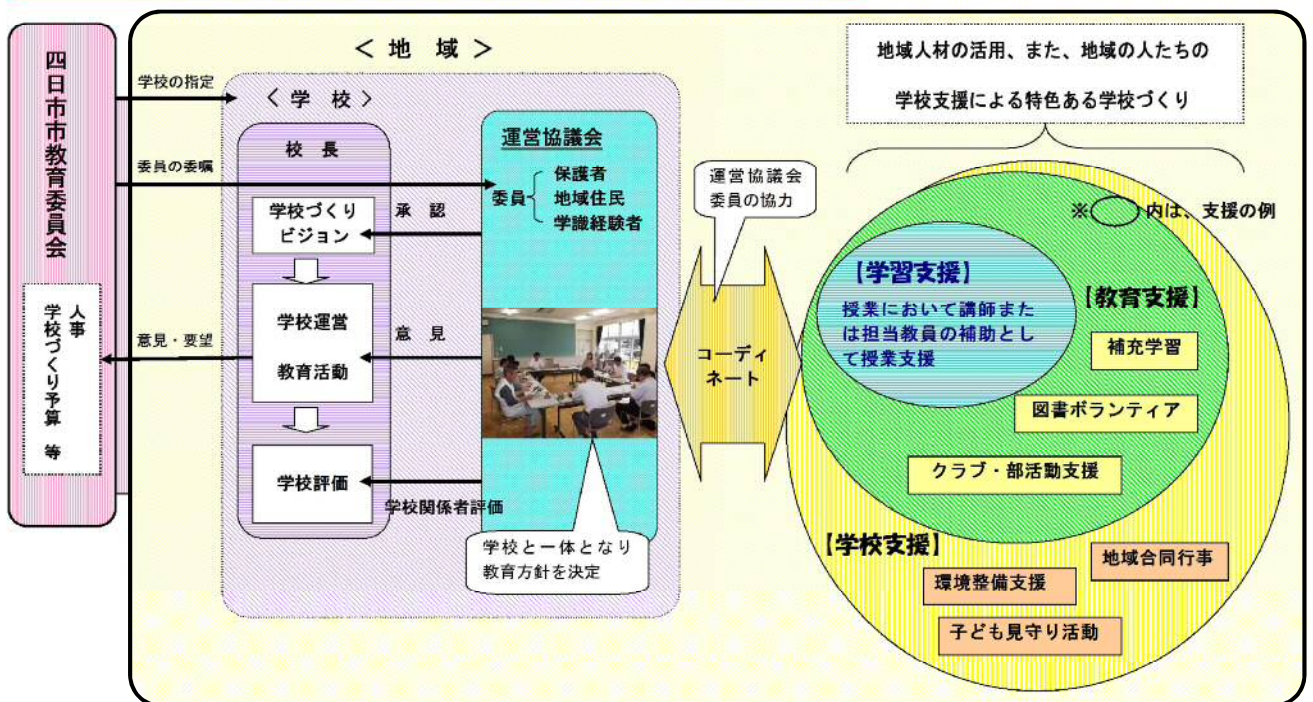 四日市市教育委員会
人事
学校づくり予算 等
学校の指定
委員の委嘱
意見・要望
＜ 地 域 ＞
＜ 学 校 ＞
校 長
学校づくり
ビジョン
学校運営
教育活動
学校評価
承 認
意 見
学校関係者評価
運営協議会
委員
保護者
地域住民
学識経験者
学校と一体となり
教育方針を決定
運営協議会
委員の協力
コーディ
ネート
地域人材の活用、また、地域の人たちの
学校支援による特色ある学校づくり
※ 内は、支援の例
【学習支援】
授業において講師また
は担当教員の補助とし
て授業支援
【教育支援】
補充学習
図書ボランティア
クラブ・部活動支援
【学校支援】
地域合同行事
環境整備支援
子ども見守り活動